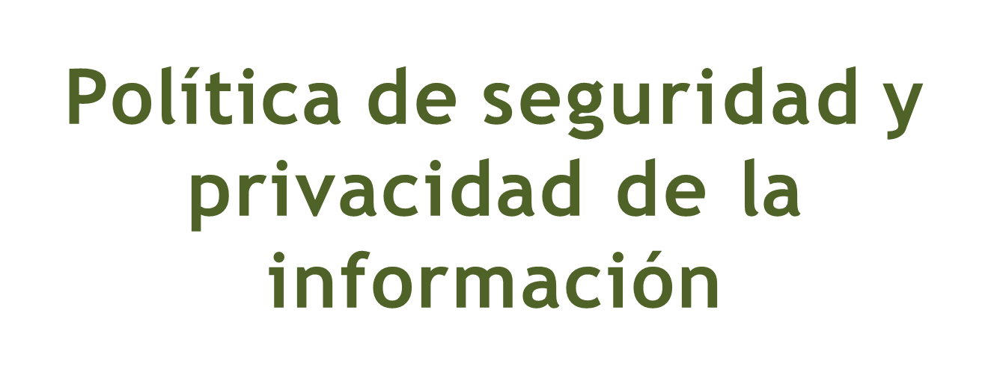 Política de seguridad y
privacidad de la
información